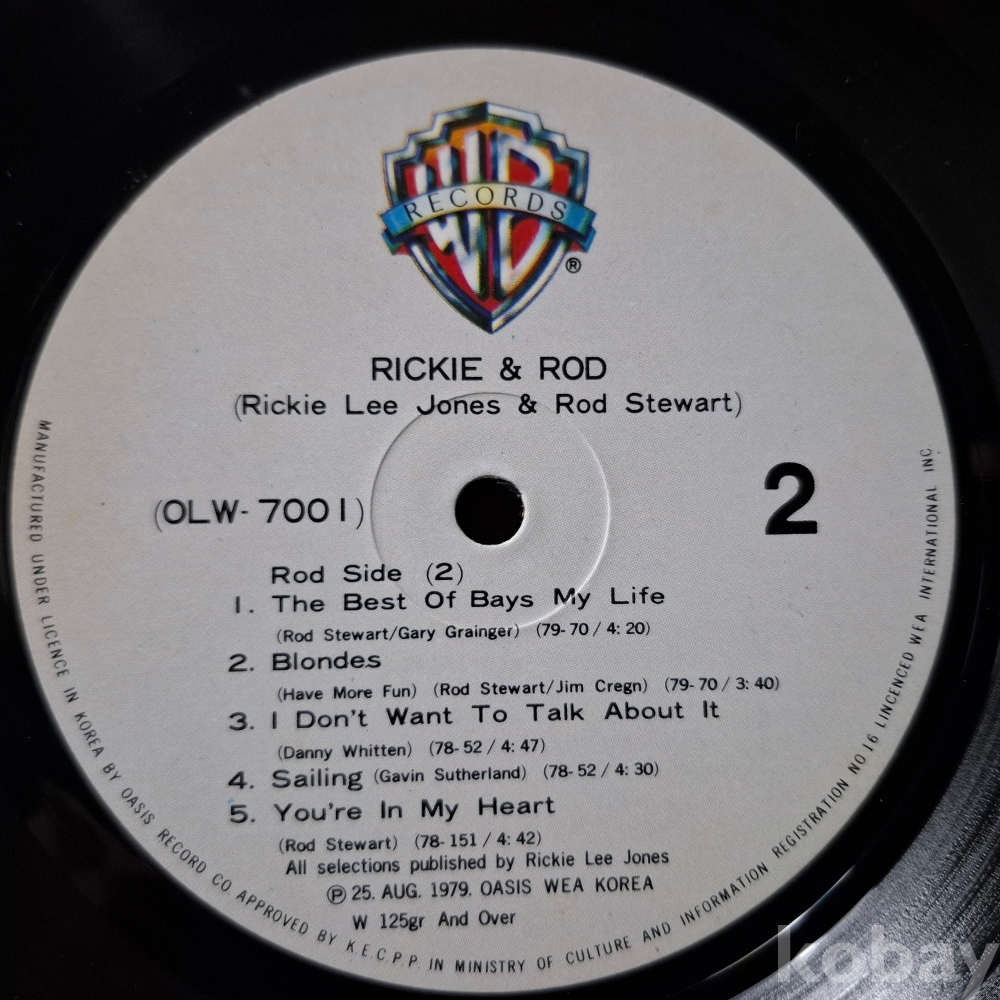 WB
RECORDS
®
RICKIE & ROD
(Rickie Lee Jones & Rod Stewart)
(OLW-7001)
2
Rod Side (2)
1. The Best Of Bays My Life
(Rod Stewart/Gary Grainger) (79-70 / 4:20)
2. Blondes
(Have More Fun) (Rod Stewart/Jim Cregn) (79-70 / 3:40)
3. I Don't Want To Talk About It
(Danny Whitten) (78-52 / 4:47)
4. Sailing (Gavin Sutherland) (78-52 / 4:30)
5. You're In My Heart
(Rod Stewart) (78-151 / 4:42)
All selections published by Rickie Lee Jones
Ⓟ 25. AUG. 1979. OASIS WEA KOREA
W 125gr And Over
MANUFACTURED UNDER LICENCE IN KOREA BY OASIS RECORD CO APPROVED BY K.E.C.P.P. IN MINISTRY OF CULTURE AND INFORMATION REGISTRATION NO.16 LINCENCED WEA INTERNATIONAL INC
kobay